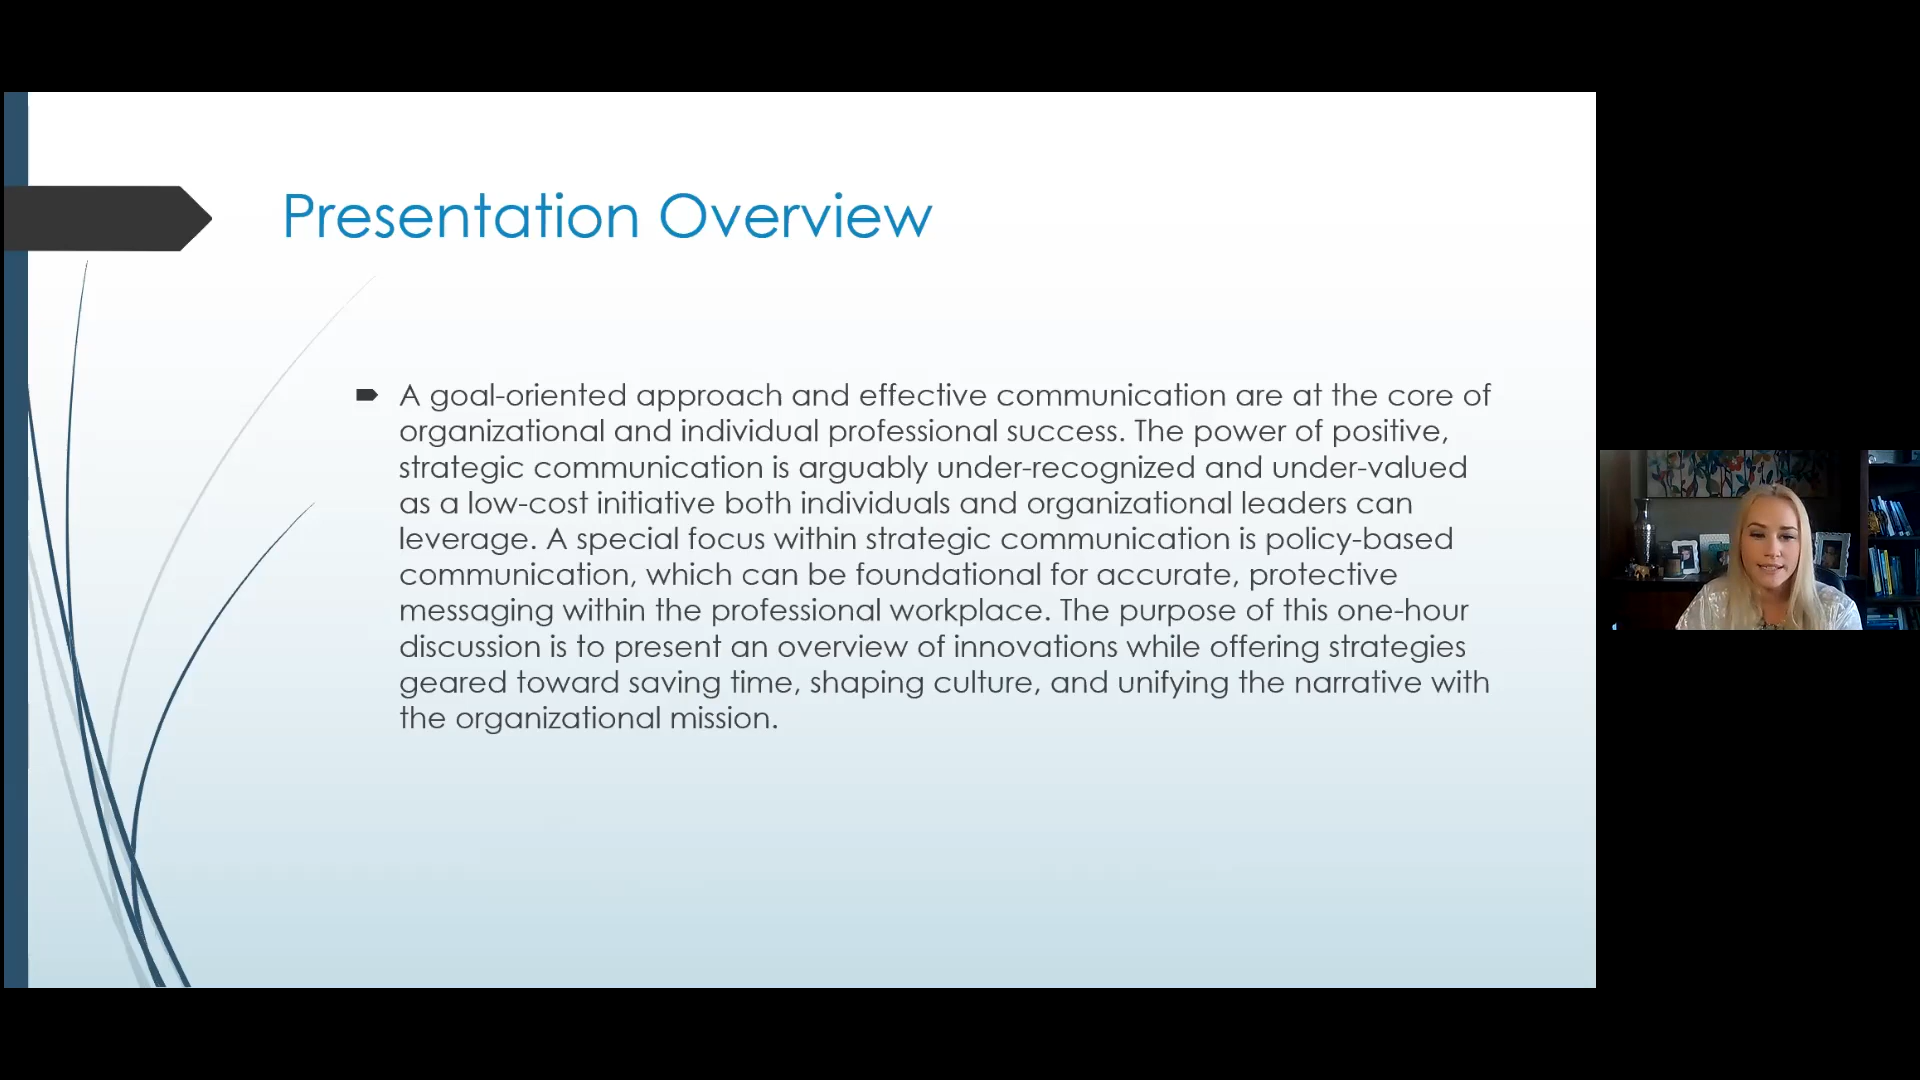 Presentation Overview
A goal-oriented approach and effective communication are at the core of
organizational and individual professional success. The power of positive,
strategic communication is arguably under-recognized and under-valued
as a low-cost initiative both individuals and organizational leaders can
leverage. A special focus within strategic communication is policy-based
communication, which can be foundational for accurate, protective
messaging within the professional workplace. The purpose of this one-hour
discussion is to present an overview of innovations while offering strategies
geared toward saving time, shaping culture, and unifying the narrative with
the organizational mission.